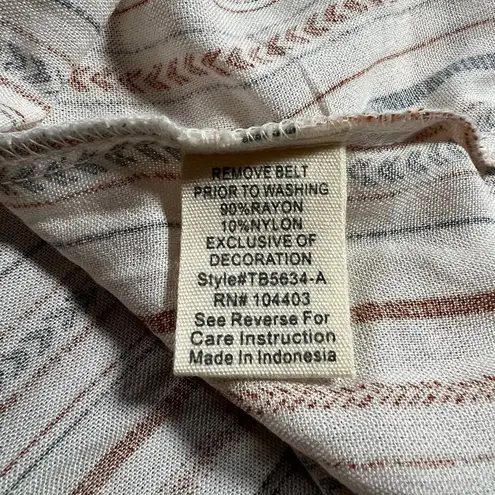 REMOVE BELT
PRIOR TO WASHING
90%RAYON
10%NYLON
EXCLUSIVE OF
DECORATION
Style#TB5634-A
RN# 104403
See Reverse For
Care Instruction
Made In Indonesia